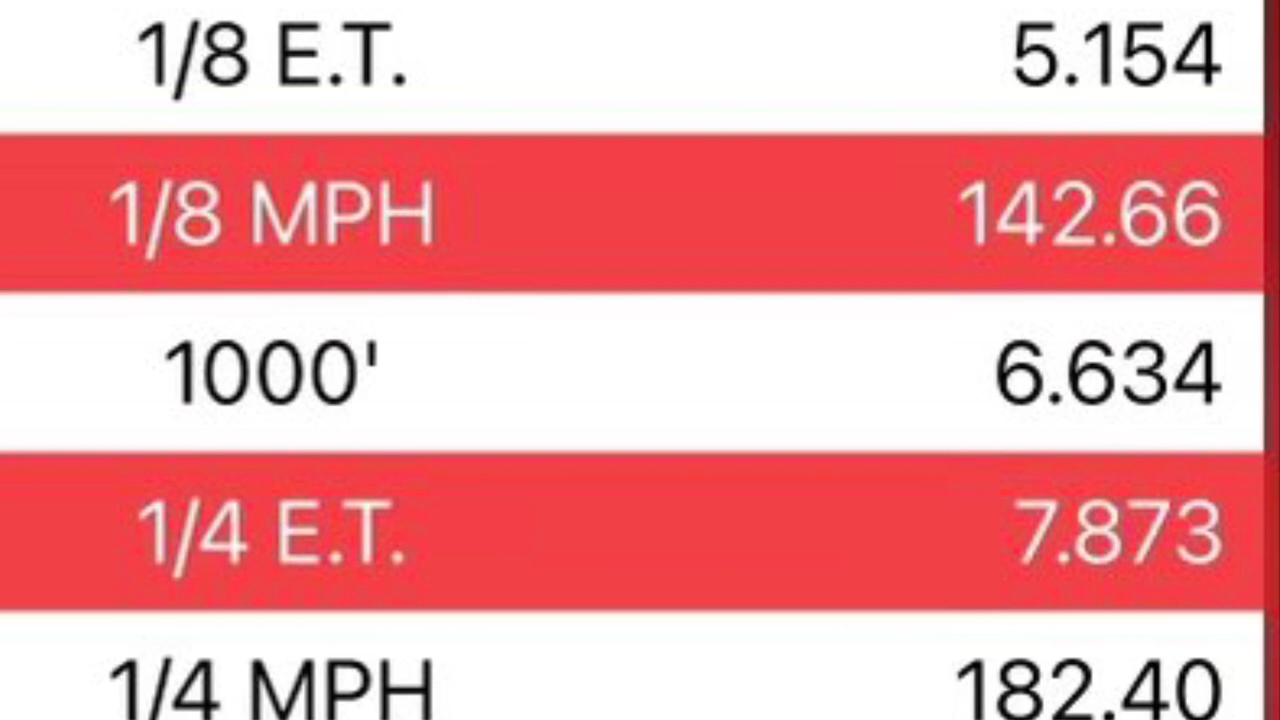 1/8 E.T. 5.154
1/8 MPH 142.66
1000' 6.634
1/4 E.T. 7.873
1/4 MPH 182.40